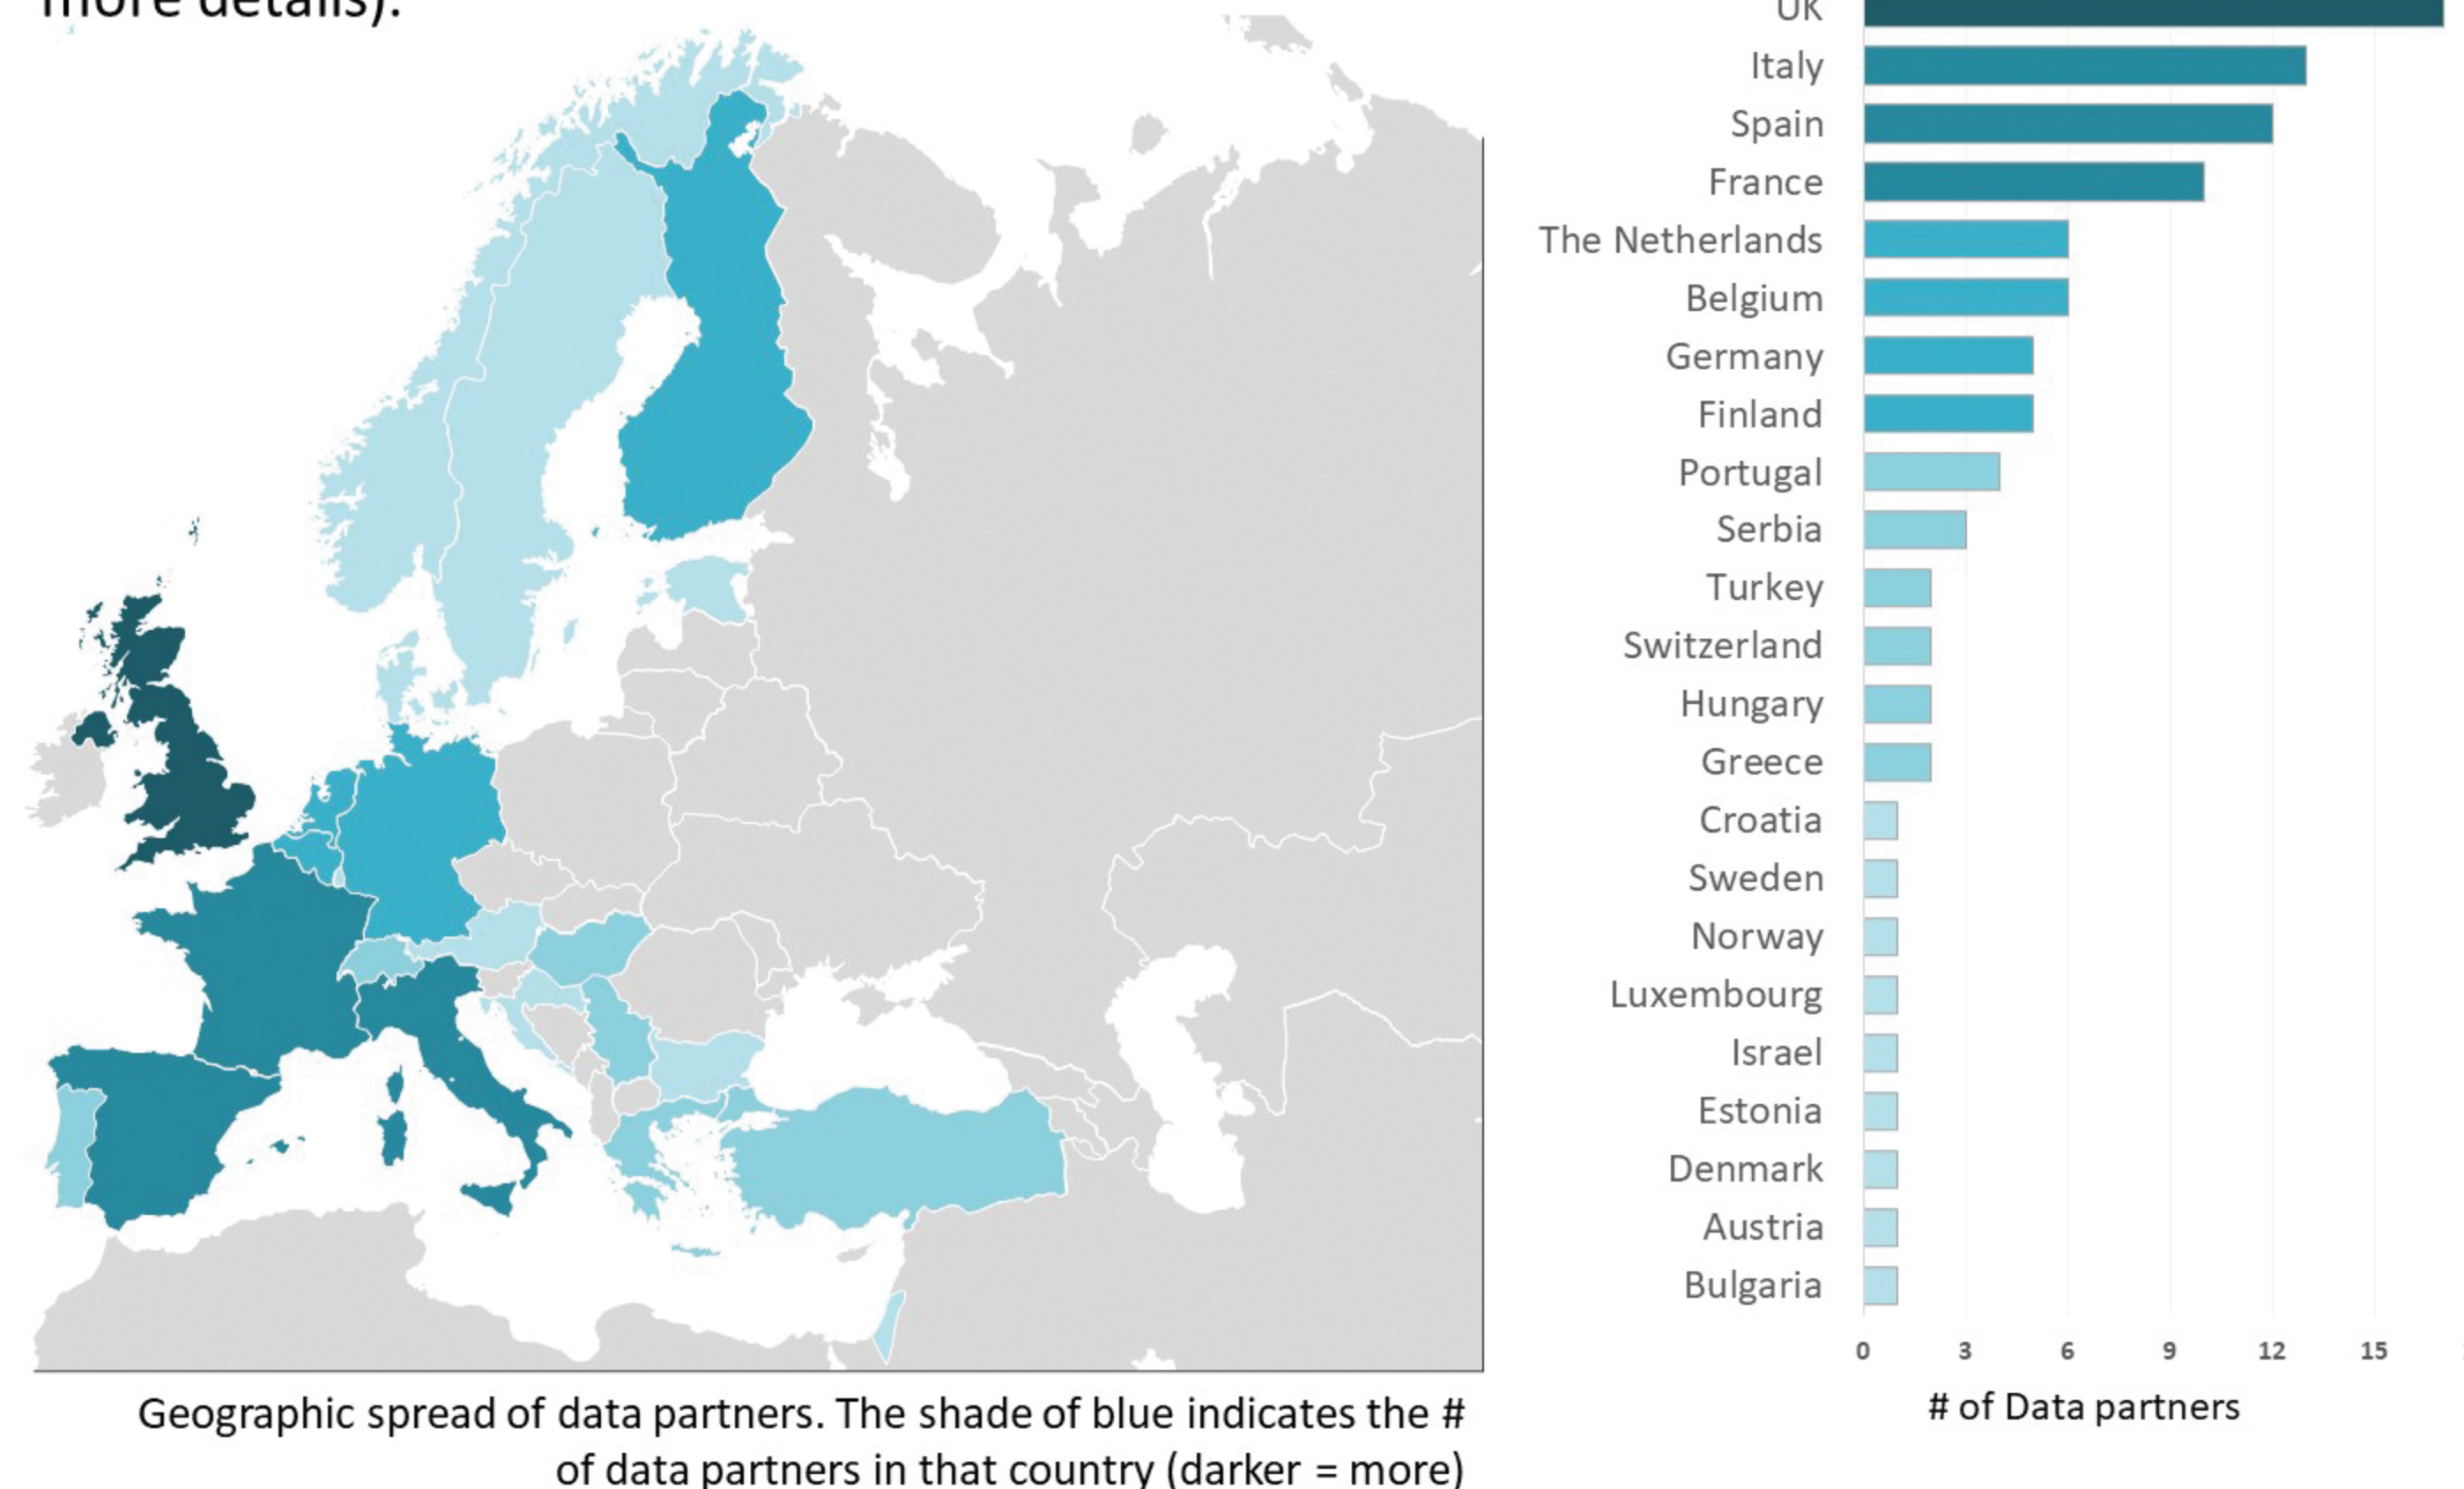 more details).
UK
Italy
Spain
France
The Netherlands
Belgium
Germany
Finland
Portugal
Serbia
Turkey
Switzerland
Hungary
Greece
Croatia
Sweden
Norway
Luxembourg
Israel
Estonia
Denmark
Austria
Bulgaria
0 3 6 9 12 15
# of Data partners
Geographic spread of data partners. The shade of blue indicates the #
of data partners in that country (darker = more)